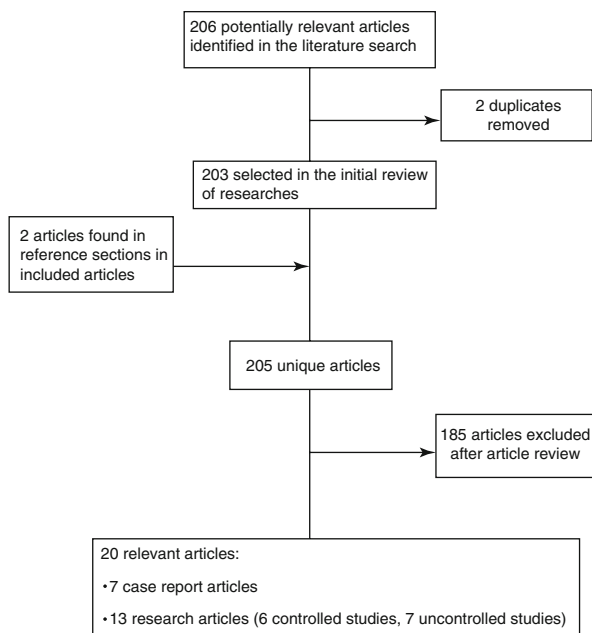 206 potentially relevant articles
identified in the literature search
2 duplicates
removed
203 selected in the initial review
of researches
2 articles found in
reference sections in
included articles
205 unique articles
185 articles excluded
after article review
20 relevant articles:
•7 case report articles
•13 research articles (6 controlled studies, 7 uncontrolled studies)